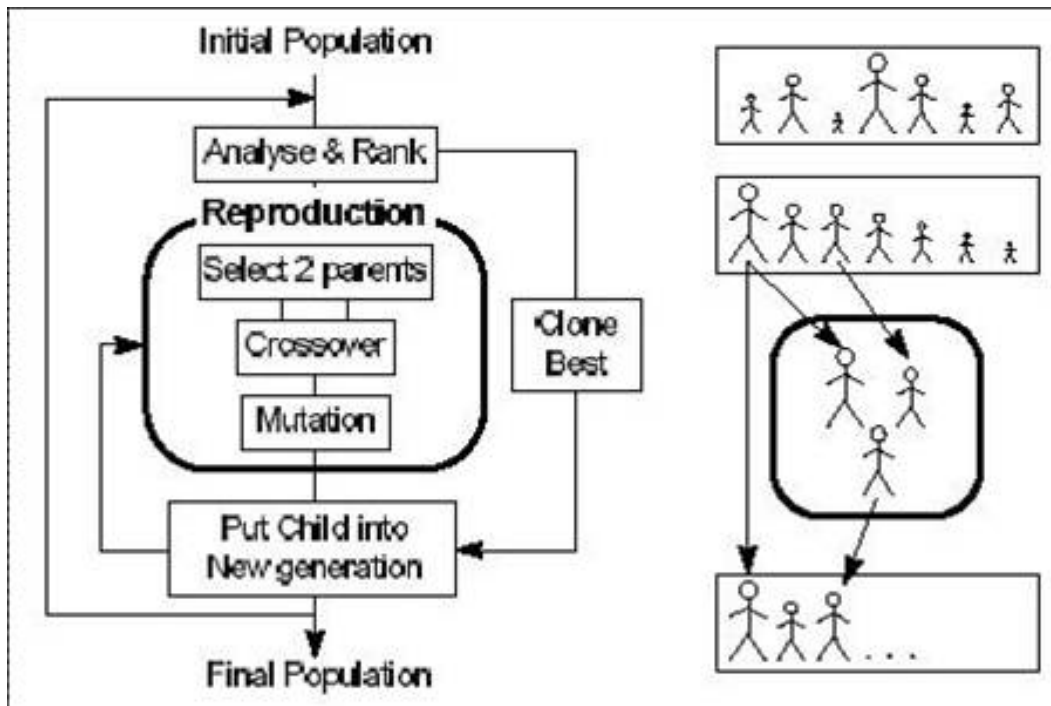 Initial Population
Analyse & Rank
Reproduction
Select 2 parents
Crossover
Mutation
Clone
Best
Put Child into
New generation
Final Population
. . .